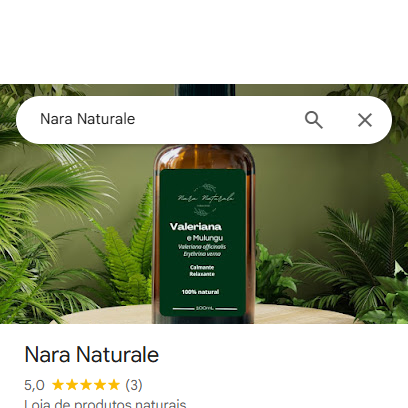 Nara Naturale
Nara Naturale
Valeriana
e Mulungu
Valeriana officinalis
Erythrina verna
Calmante
Relaxante
100% natural
100mL
Nara Naturale
5,0 (3)
Loja de produtos naturais